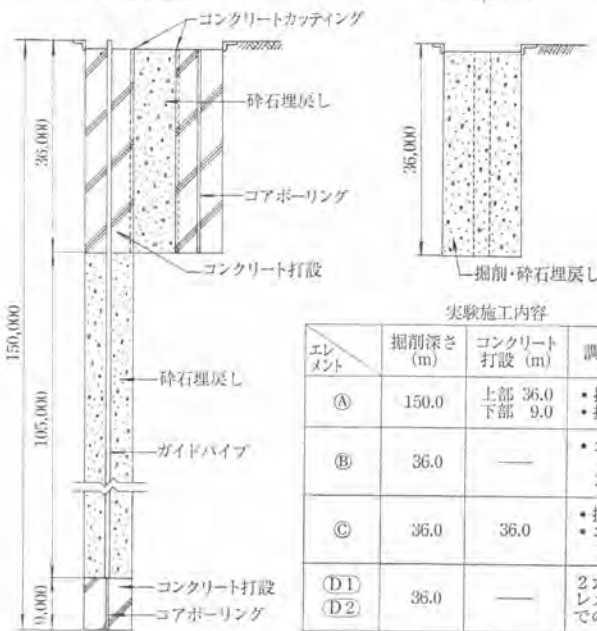 コンクリートカッティング
砕石埋戻し
コアボーリング
コンクリート打設
36,000
150,000
105,000
砕石埋戻し
ガイドパイプ
コンクリート打設
コアボーリング
36,000
掘削・砕石埋戻し
実験施工内容
エレメント 掘削深さ (m) コンクリート打設 (m)
Ⓐ 150.0 上部 36.0 下部 9.0
Ⓑ 36.0 ——
Ⓒ 36.0 36.0
D1 D2 36.0 ——